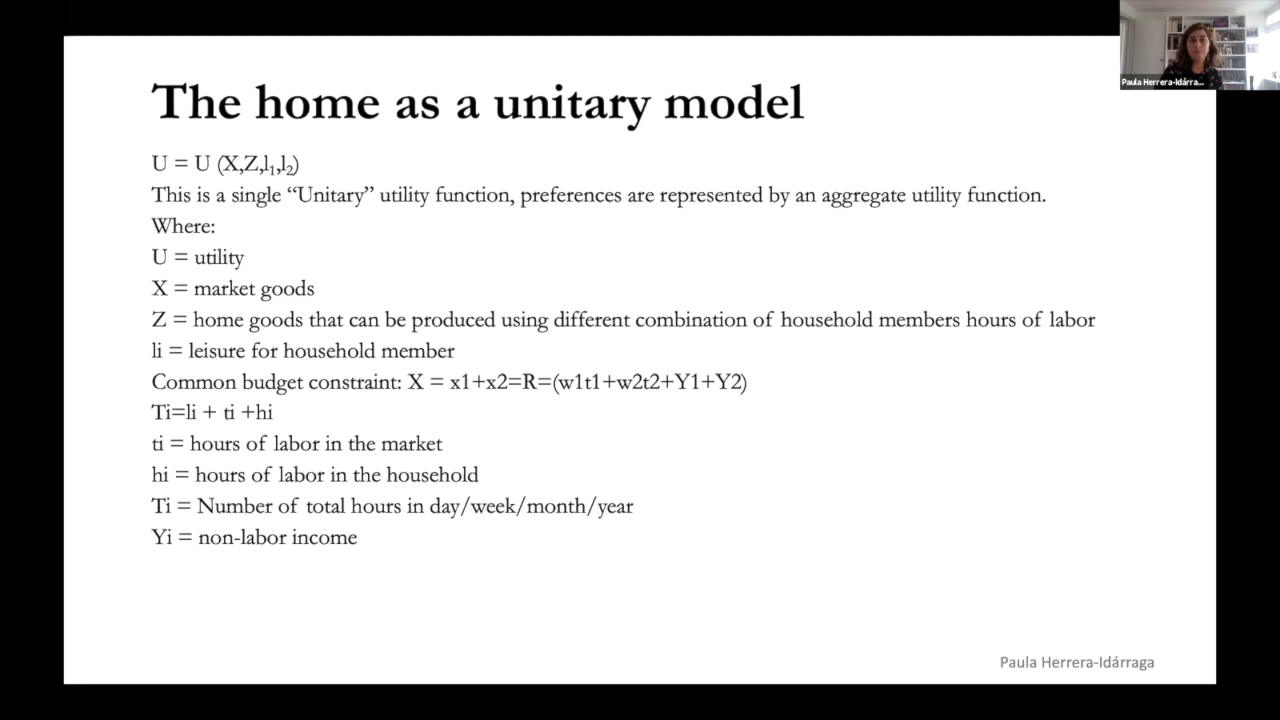 Paula Herrera-Idárra...
The home as a unitary model
U = U (X,Z,l₁,l₂)
This is a single “Unitary” utility function, preferences are represented by an aggregate utility function.
Where:
U = utility
X = market goods
Z = home goods that can be produced using different combination of household members hours of labor
li = leisure for household member
Common budget constraint: X = x1+x2=R=(w1t1+w2t2+Y1+Y2)
Ti=li + ti +hi
ti = hours of labor in the market
hi = hours of labor in the household
Ti = Number of total hours in day/week/month/year
Yi = non-labor income
Paula Herrera-Idárraga